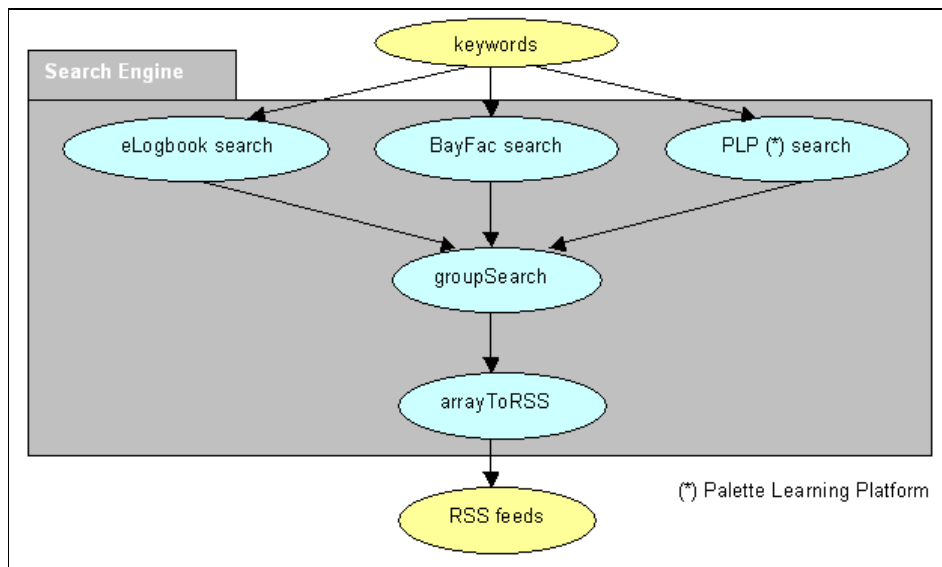 keywords
Search Engine
eLogbook search
BayFac search
PLP (*) search
groupSearch
arrayToRSS
(*) Palette Learning Platform
RSS feeds